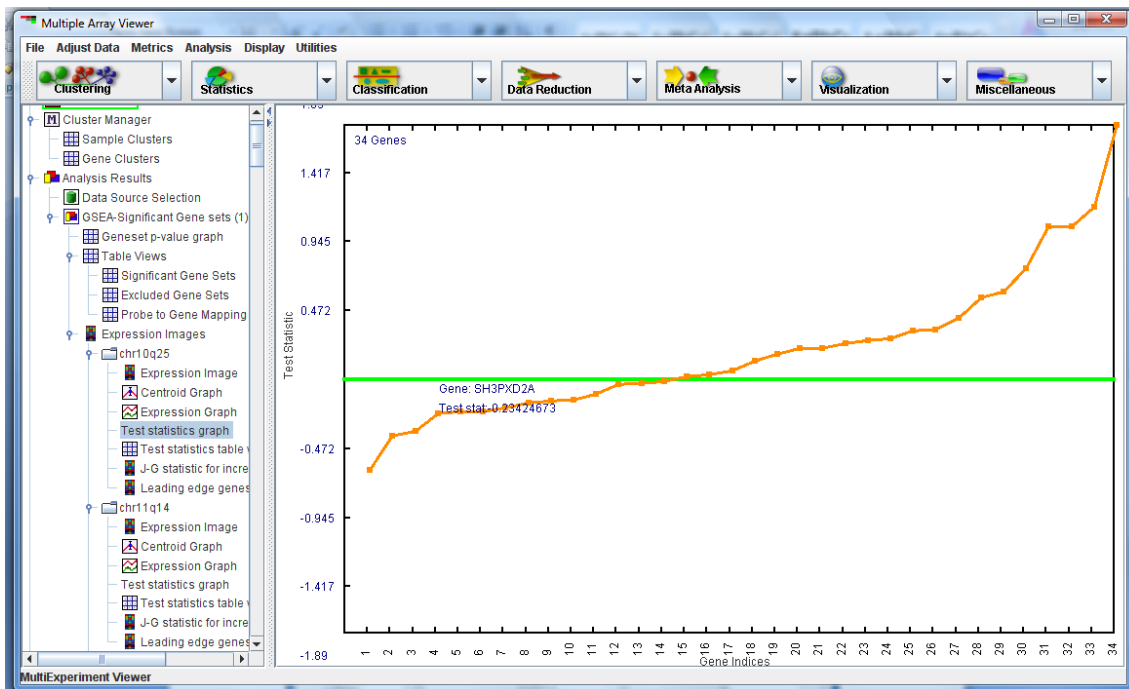 Multiple Array Viewer
File Adjust Data Metrics Analysis Display Utilities
Clustering Statistics Classification Data Reduction Meta Analysis Visualization Miscellaneous
Cluster Manager
Sample Clusters
Gene Clusters
Analysis Results
Data Source Selection
GSEA-Significant Gene sets (1)
Geneset p-value graph
Table Views
Significant Gene Sets
Excluded Gene Sets
Probe to Gene Mapping
Expression Images
chr10q25
Expression Image
Centroid Graph
Expression Graph
Test statistics graph
Test statistics table
J-G statistic for incre
Leading edge genes
chr11q14
Expression Image
Centroid Graph
Expression Graph
Test statistics graph
Test statistics table
J-G statistic for incre
Leading edge genes
34 Genes
1.417
0.945
0.472
-0.472
-0.945
-1.417
-1.89
Test Statistic
Gene: SH3PXD2A
Test stat:-0.23424673
1 2 3 4 5 6 7 8 9 10 11 12 13 14 15 16 17 18 19 20 21 22 23 24 25 26 27 28 29 30 31 32 33 34
Gene Indices
MultiExperiment Viewer